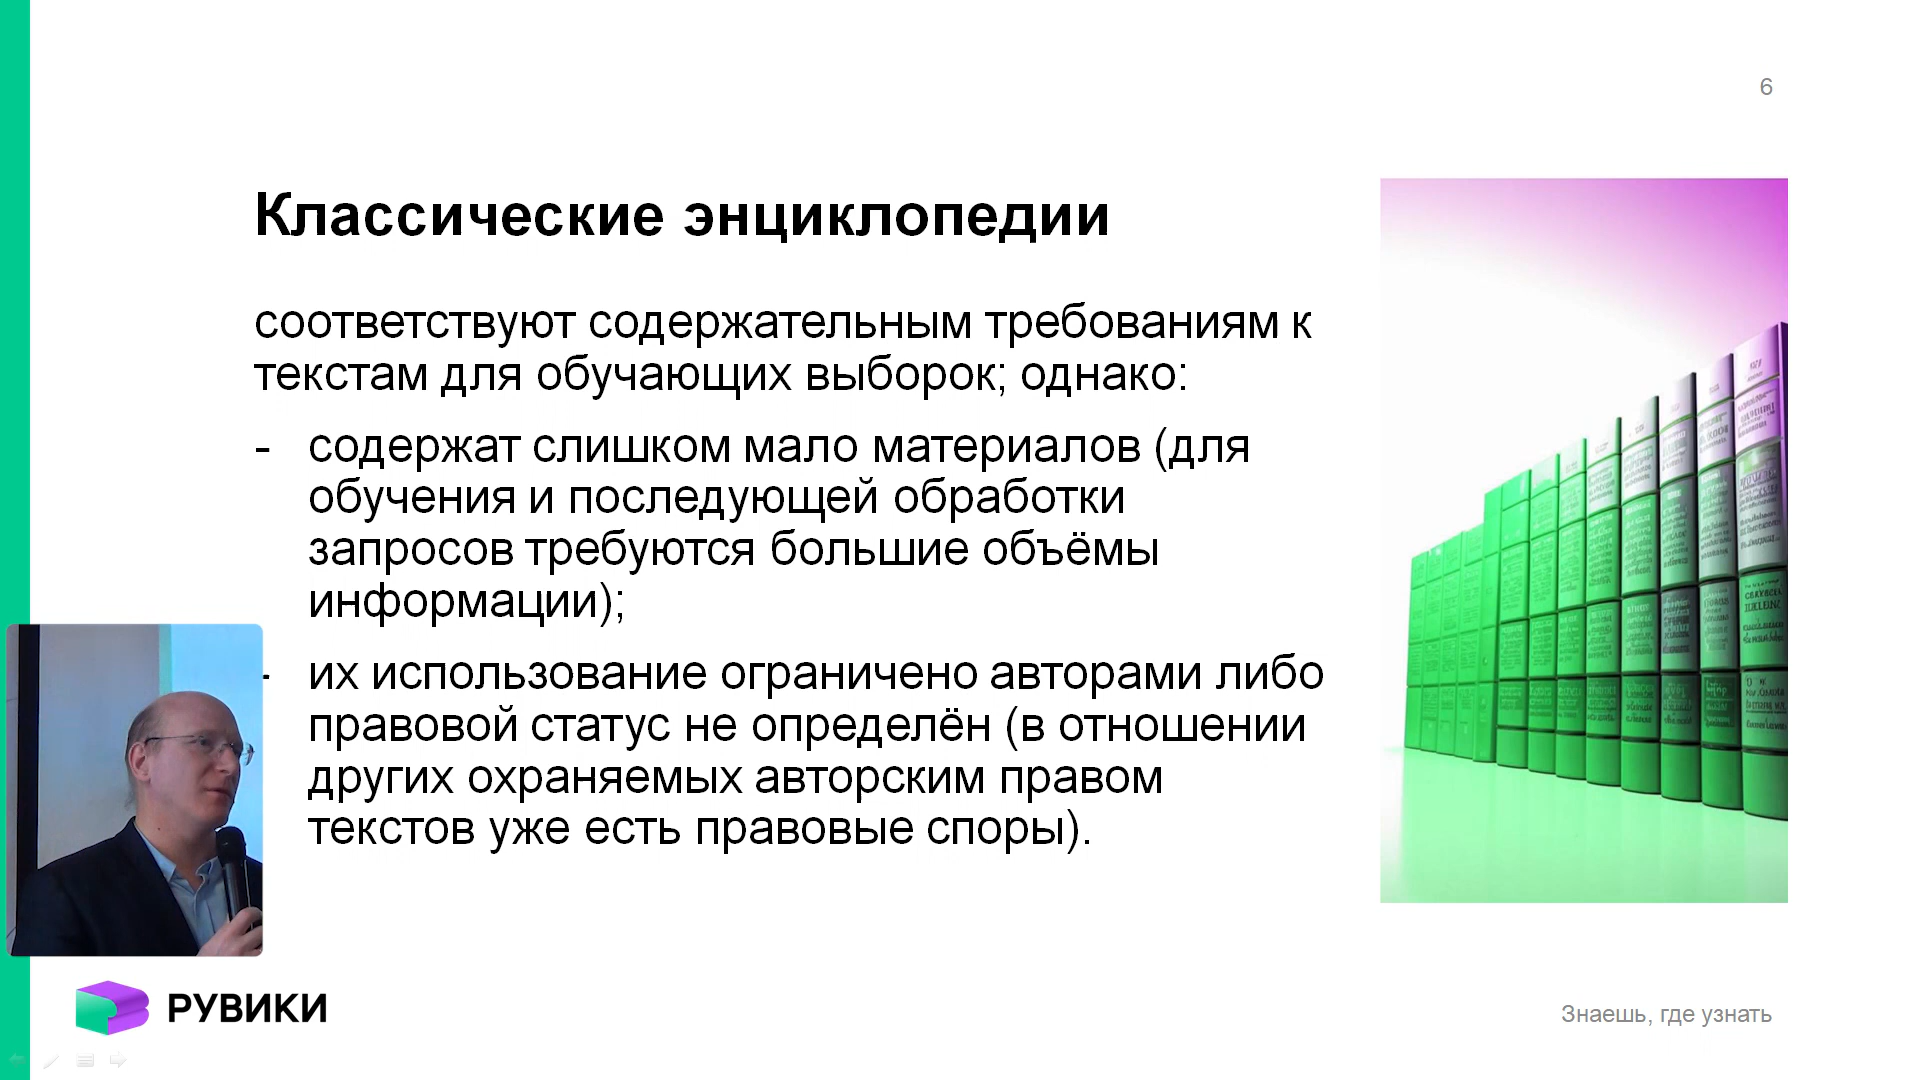 6
Классические энциклопедии
соответствуют содержательным требованиям к
текстам для обучающих выборок; однако:
- содержат слишком мало материалов (для
обучения и последующей обработки
запросов требуются большие объёмы
информации);
- их использование ограничено авторами либо
правовой статус не определён (в отношении
других охраняемых авторским правом
текстов уже есть правовые споры).
РУВИКИ
Знаешь, где узнать